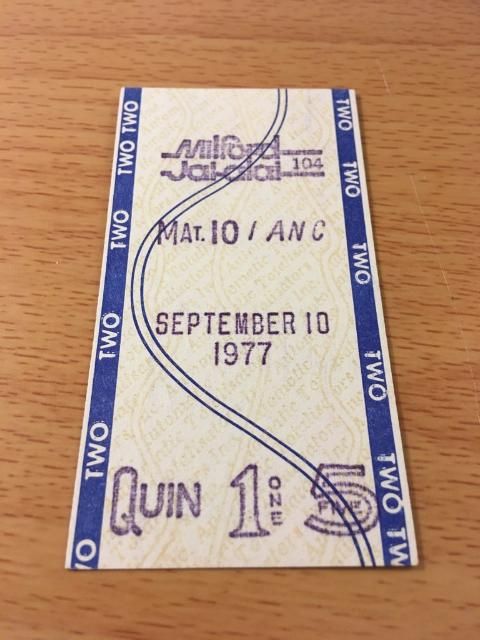 Milford 104
Jai-alai
MAT. 10 / ANC
SEPTEMBER 10
1977
QUIN 1 ONE 5 FIVE
TWO TWO TWO TWO TWO
TWO TWO TWO TWO TWO